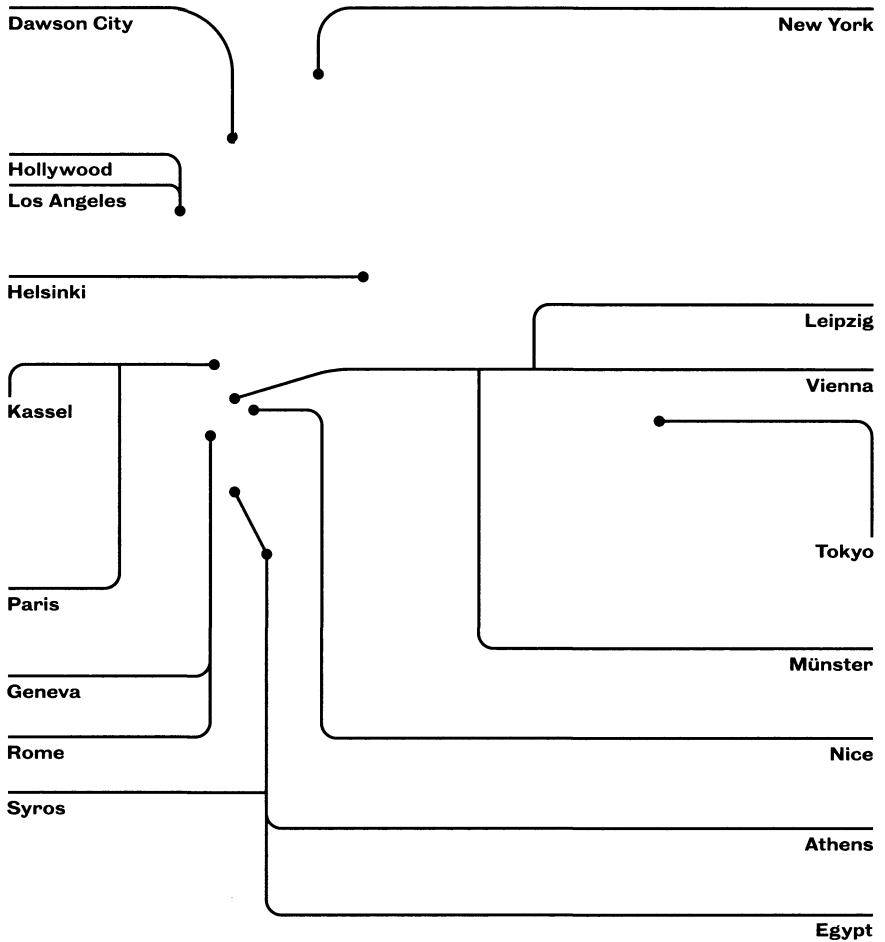 Dawson City
New York
Hollywood
Los Angeles
Helsinki
Leipzig
Vienna
Kassel
Tokyo
Paris
Münster
Geneva
Rome
Nice
Syros
Athens
Egypt